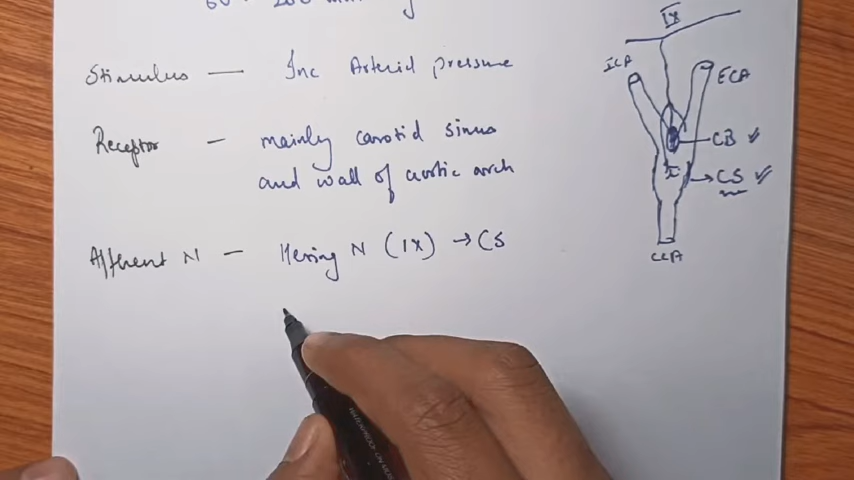 Stimulus — Inc Arterial pressure
Receptor - mainly carotid sinus
and wall of aortic arch
Afferent N - Hering N (IX) → CS
IX
ICA
ECA
CB ✓
CS ✓
CCA